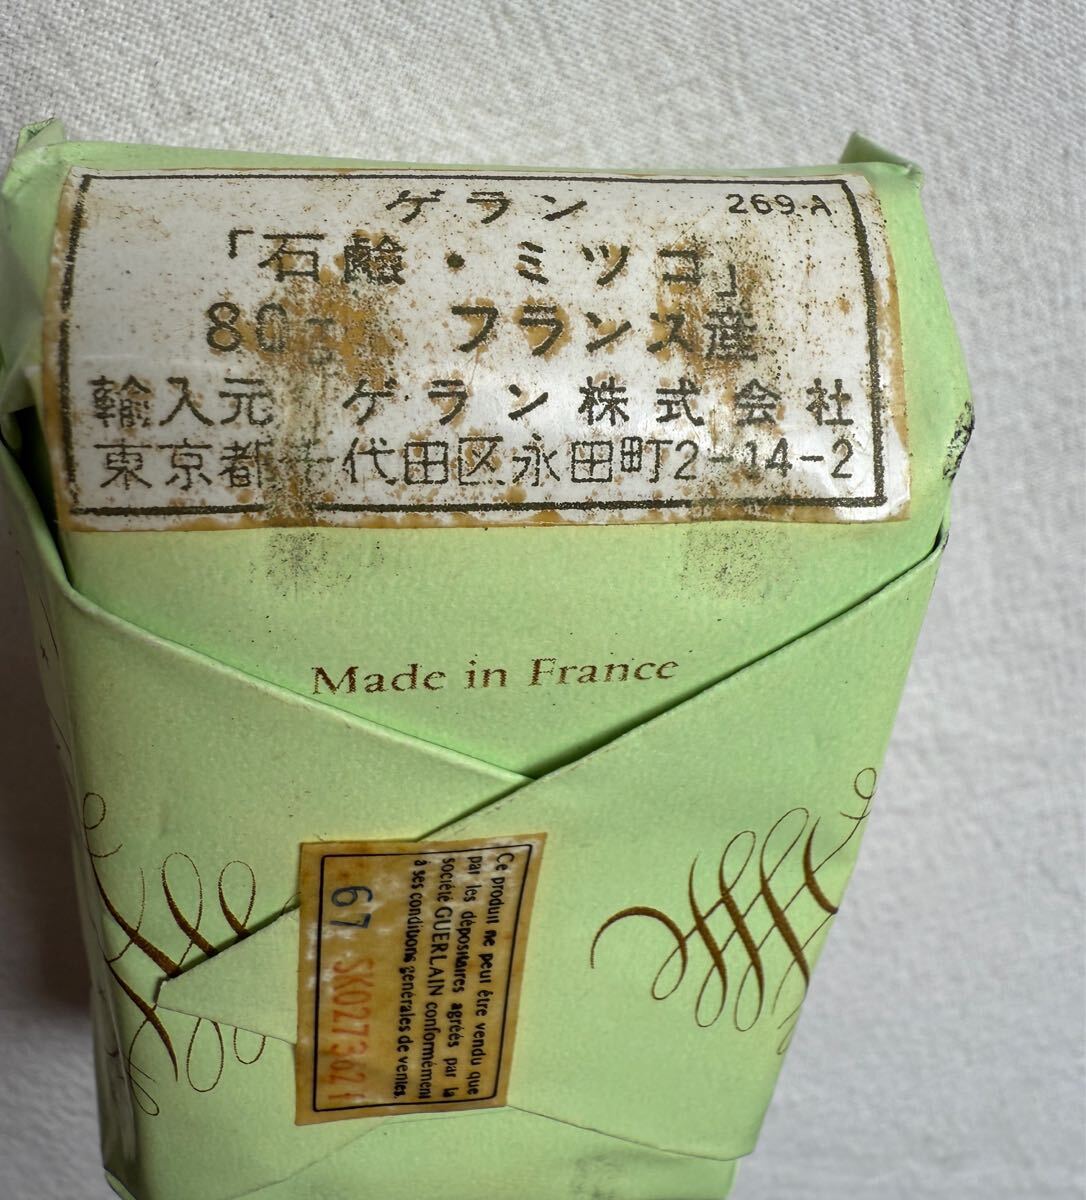 ゲラン 269-A
「石鹸・ミツコ」
80g フランス産
輸入元 ゲラン株式会社
東京都千代田区永田町2-14-2
Made in France
Ce produit ne peut être vendu que
par les dépositaires agréés par la
société GUERLAIN conformément
à ses conditions générales de ventes.
67 SK0273621